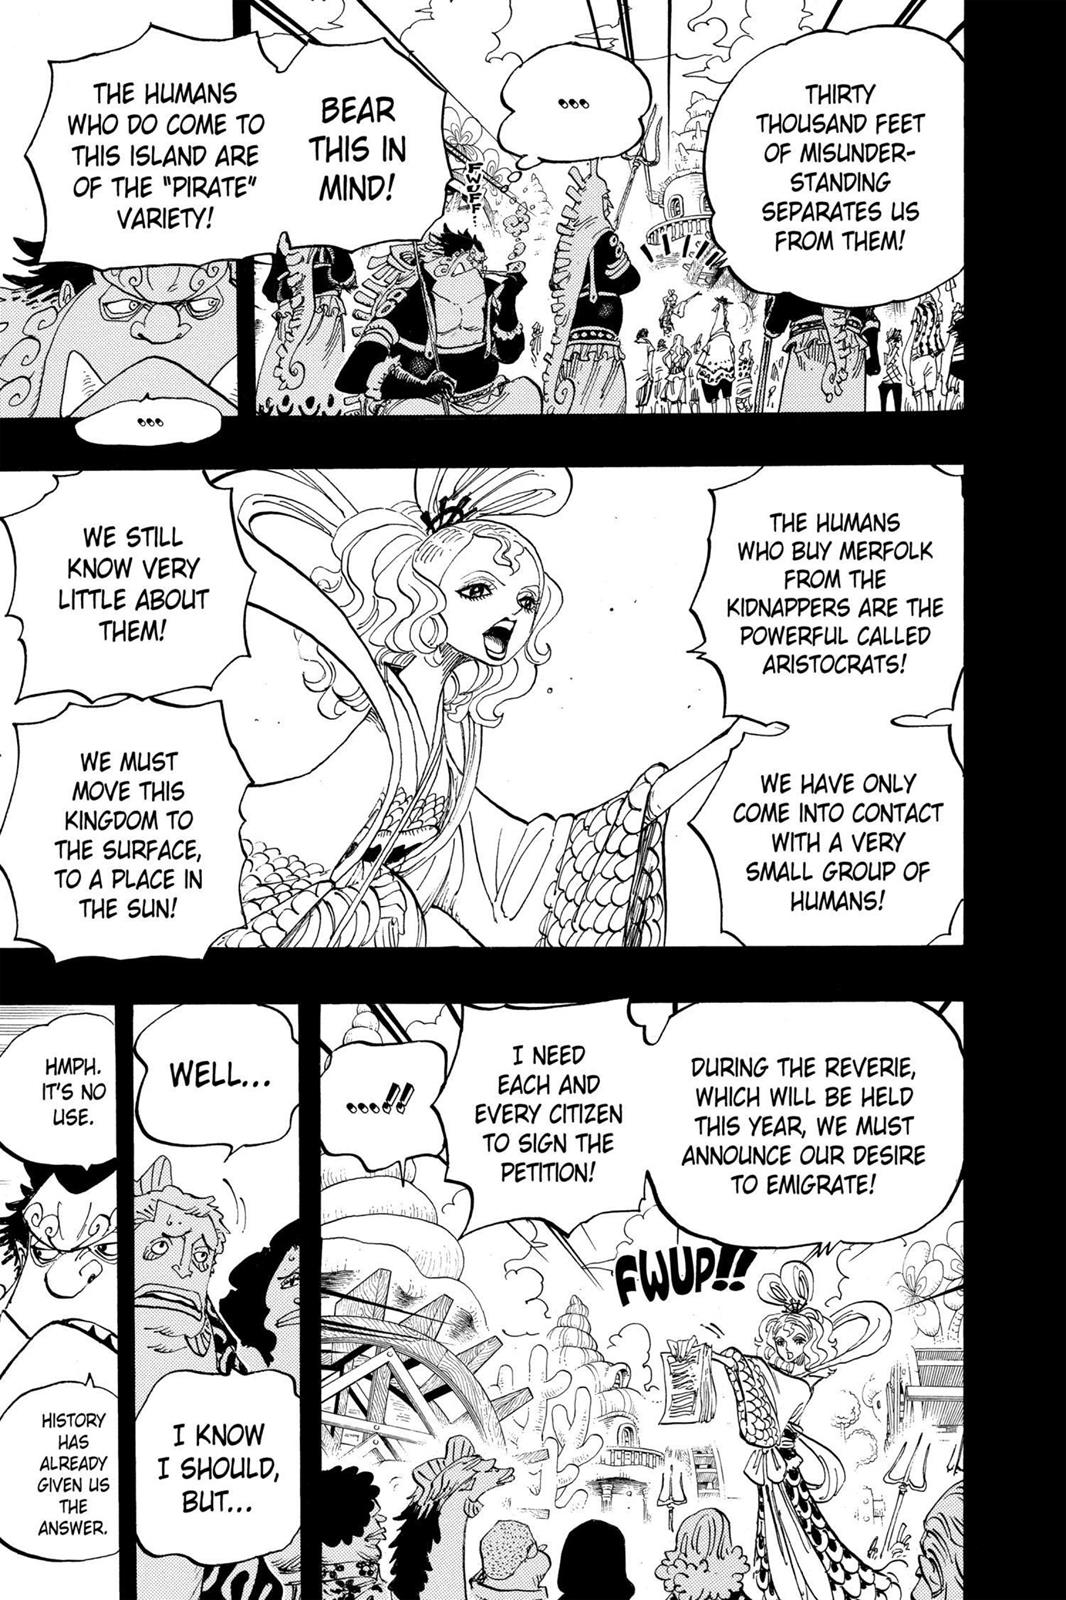 THIRTY
THOUSAND FEET
OF MISUNDER-
STANDING
SEPARATES US
FROM THEM!
...
FWUFF...
BEAR
THIS IN
MIND!
THE HUMANS
WHO DO COME TO
THIS ISLAND ARE
OF THE "PIRATE"
VARIETY!
...
THE HUMANS
WHO BUY MERFOLK
FROM THE
KIDNAPPERS ARE THE
POWERFUL CALLED
ARISTOCRATS!
WE HAVE ONLY
COME INTO CONTACT
WITH A VERY
SMALL GROUP OF
HUMANS!
WE STILL
KNOW VERY
LITTLE ABOUT
THEM!
WE MUST
MOVE THIS
KINGDOM TO
THE SURFACE,
TO A PLACE IN
THE SUN!
DURING THE REVERIE,
WHICH WILL BE HELD
THIS YEAR, WE MUST
ANNOUNCE OUR DESIRE
TO EMIGRATE!
I NEED
EACH AND
EVERY CITIZEN
TO SIGN THE
PETITION!
FWUP!!
...!!
WELL...
I KNOW
I SHOULD,
BUT...
HMPH.
IT'S NO
USE.
HISTORY
HAS
ALREADY
GIVEN US
THE
ANSWER.